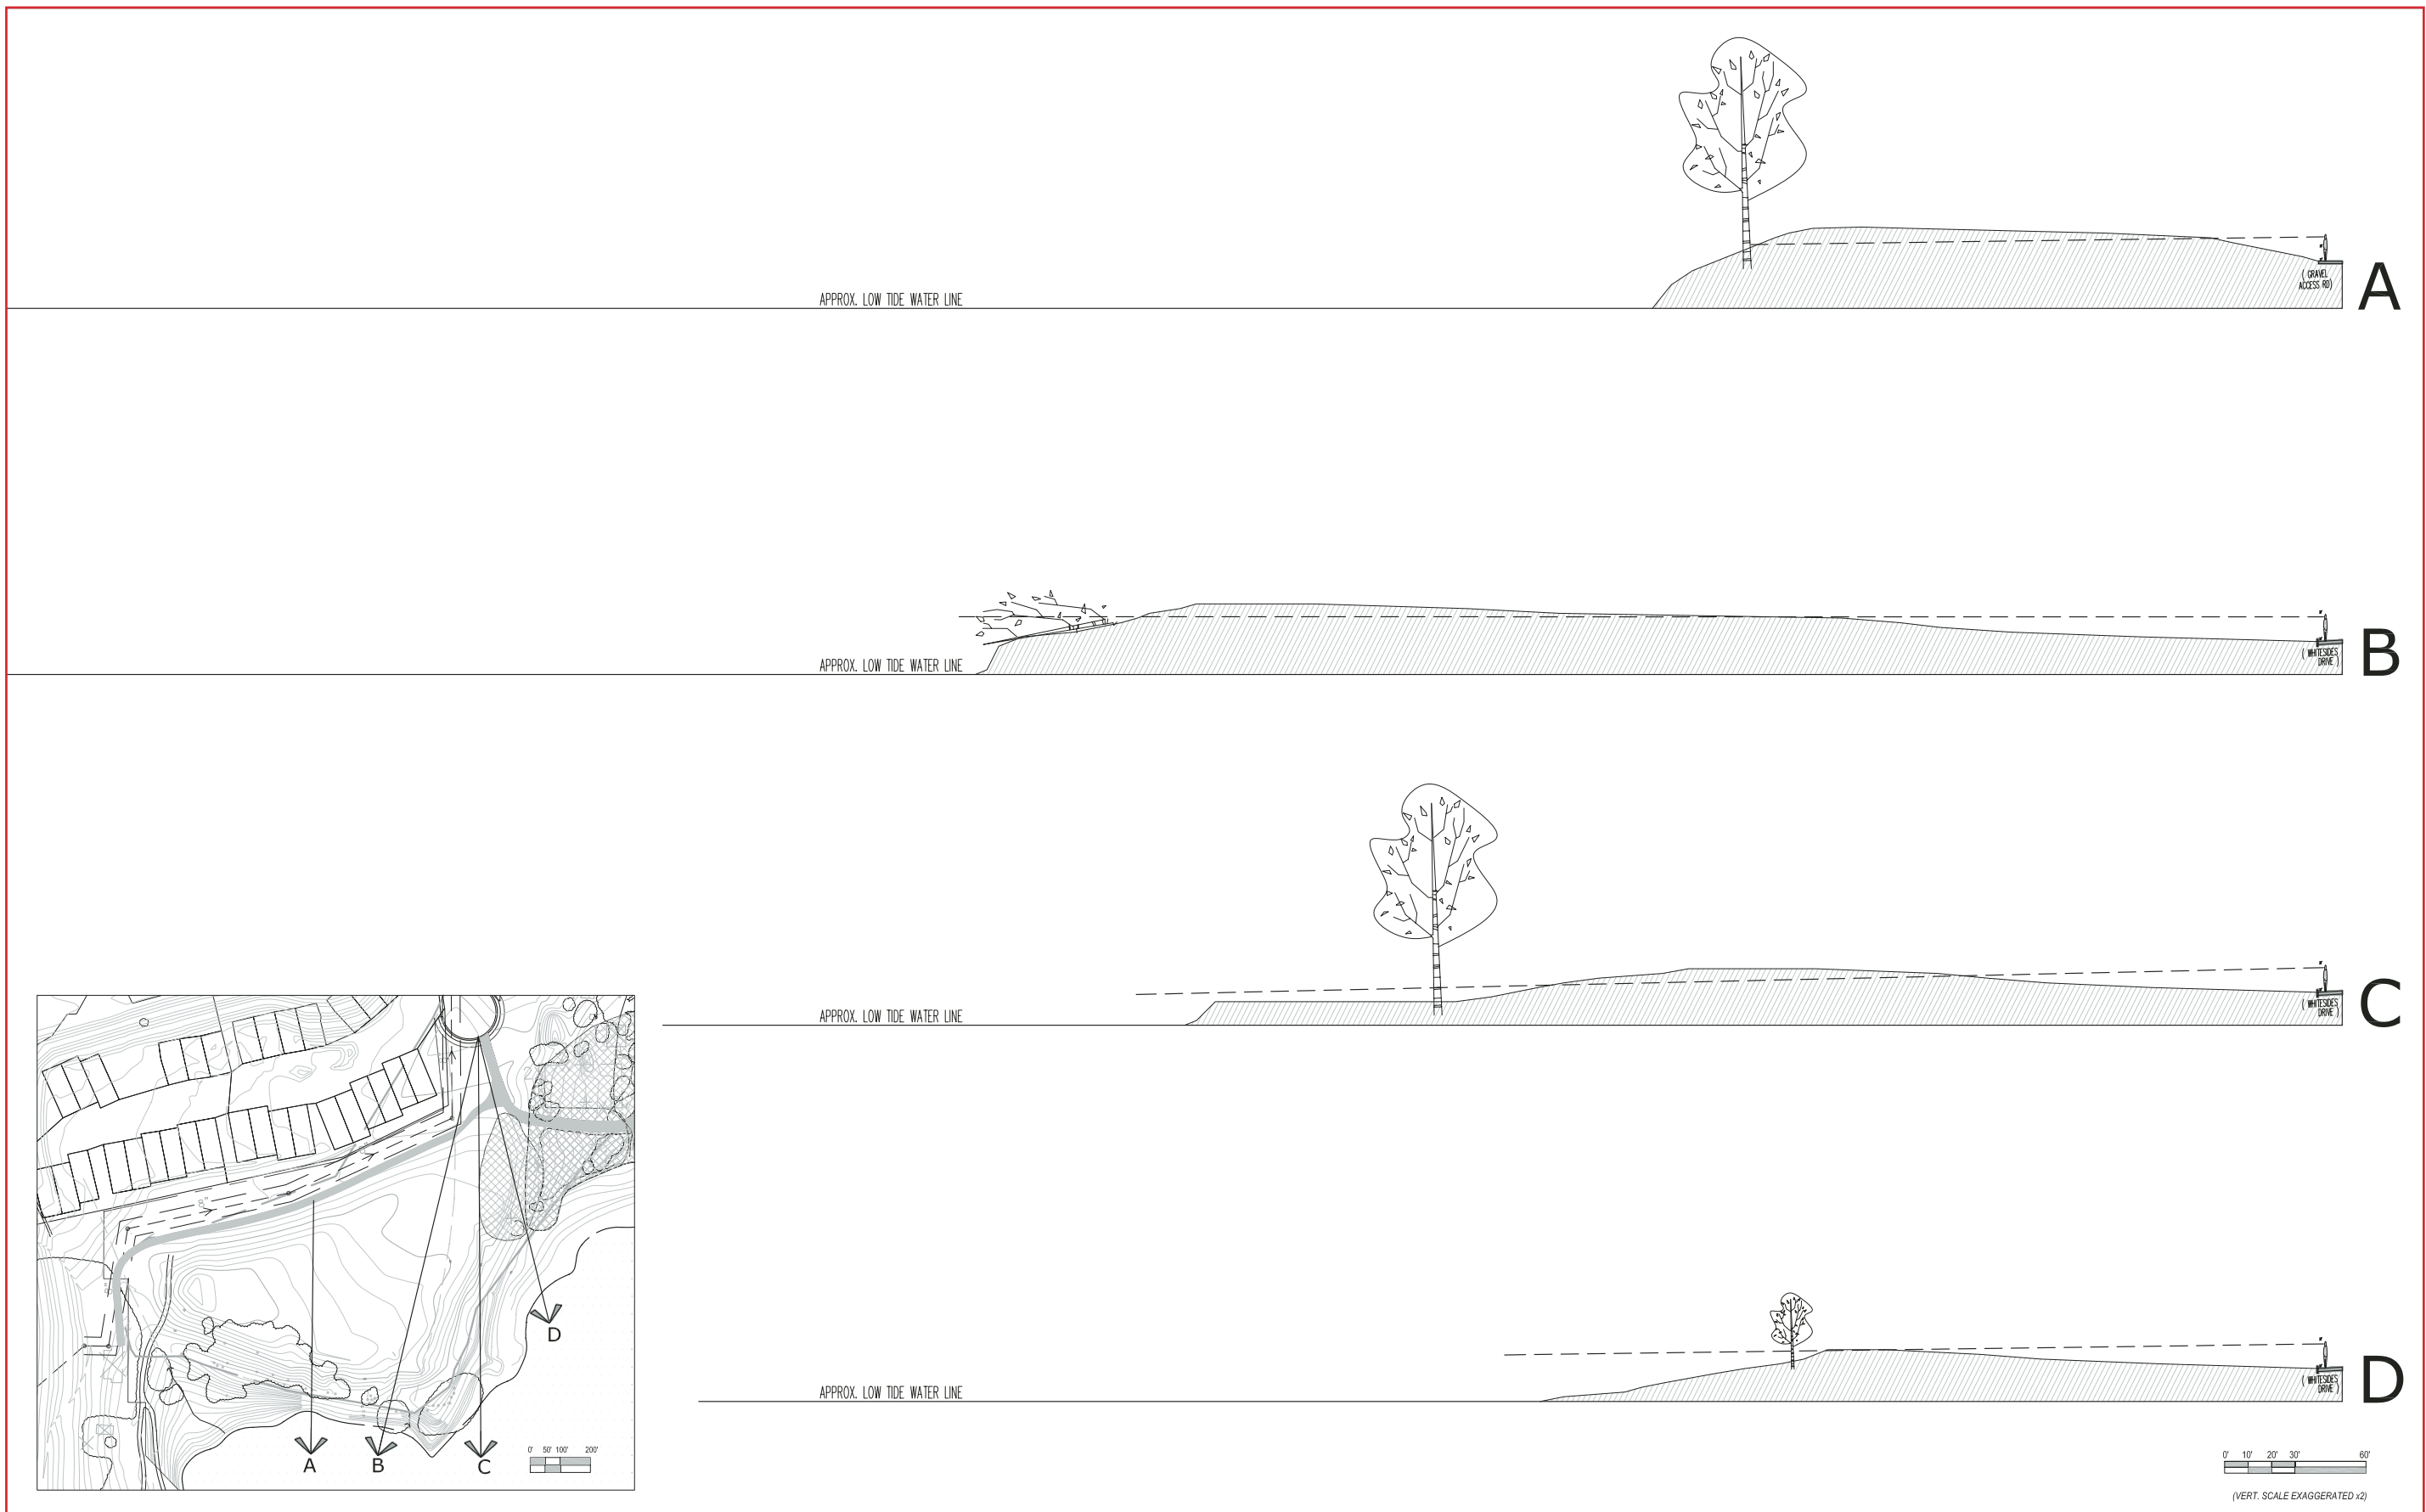 ( GRAVEL
ACCESS RD)
A
APPROX. LOW TIDE WATER LINE
( WHITESIDES
DRIVE )
B
APPROX. LOW TIDE WATER LINE
( WHITESIDES
DRIVE )
C
APPROX. LOW TIDE WATER LINE
8"
D
A
B
C
0' 50' 100' 200'
( WHITESIDES
DRIVE )
D
APPROX. LOW TIDE WATER LINE
0' 10' 20' 30' 60'
(VERT. SCALE EXAGGERATED x2)